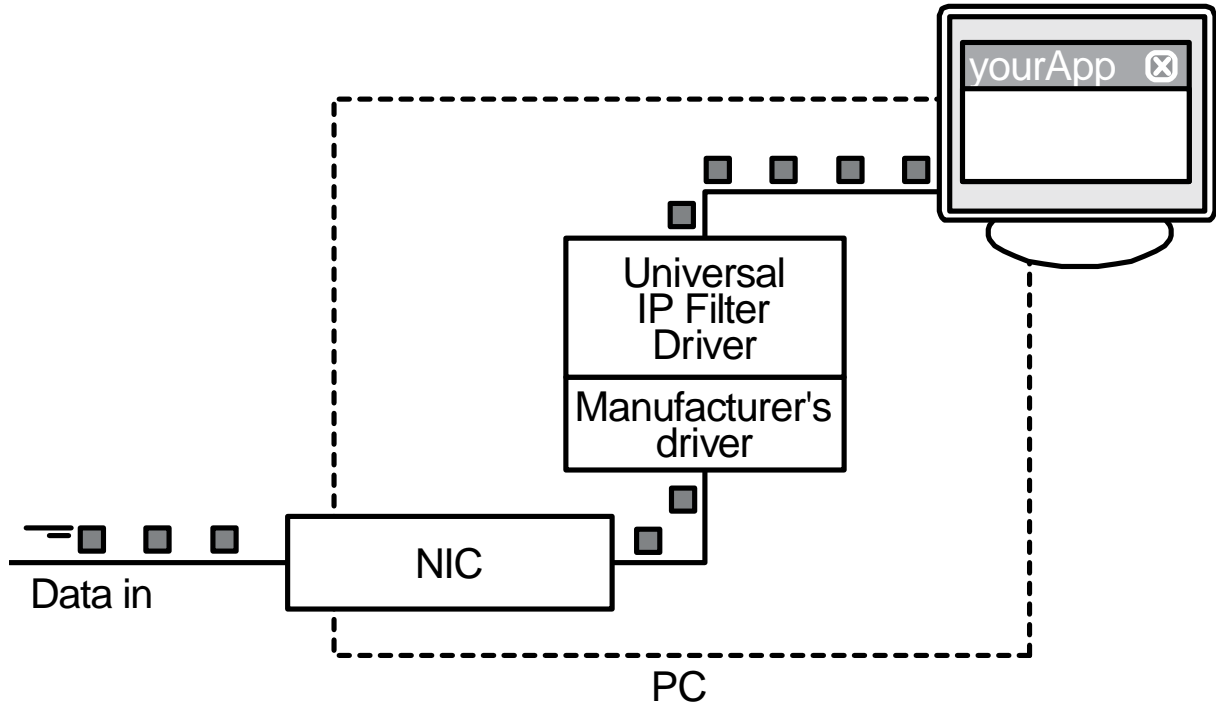 yourApp
Universal
IP Filter
Driver
Manufacturer's
driver
NIC
Data in
PC